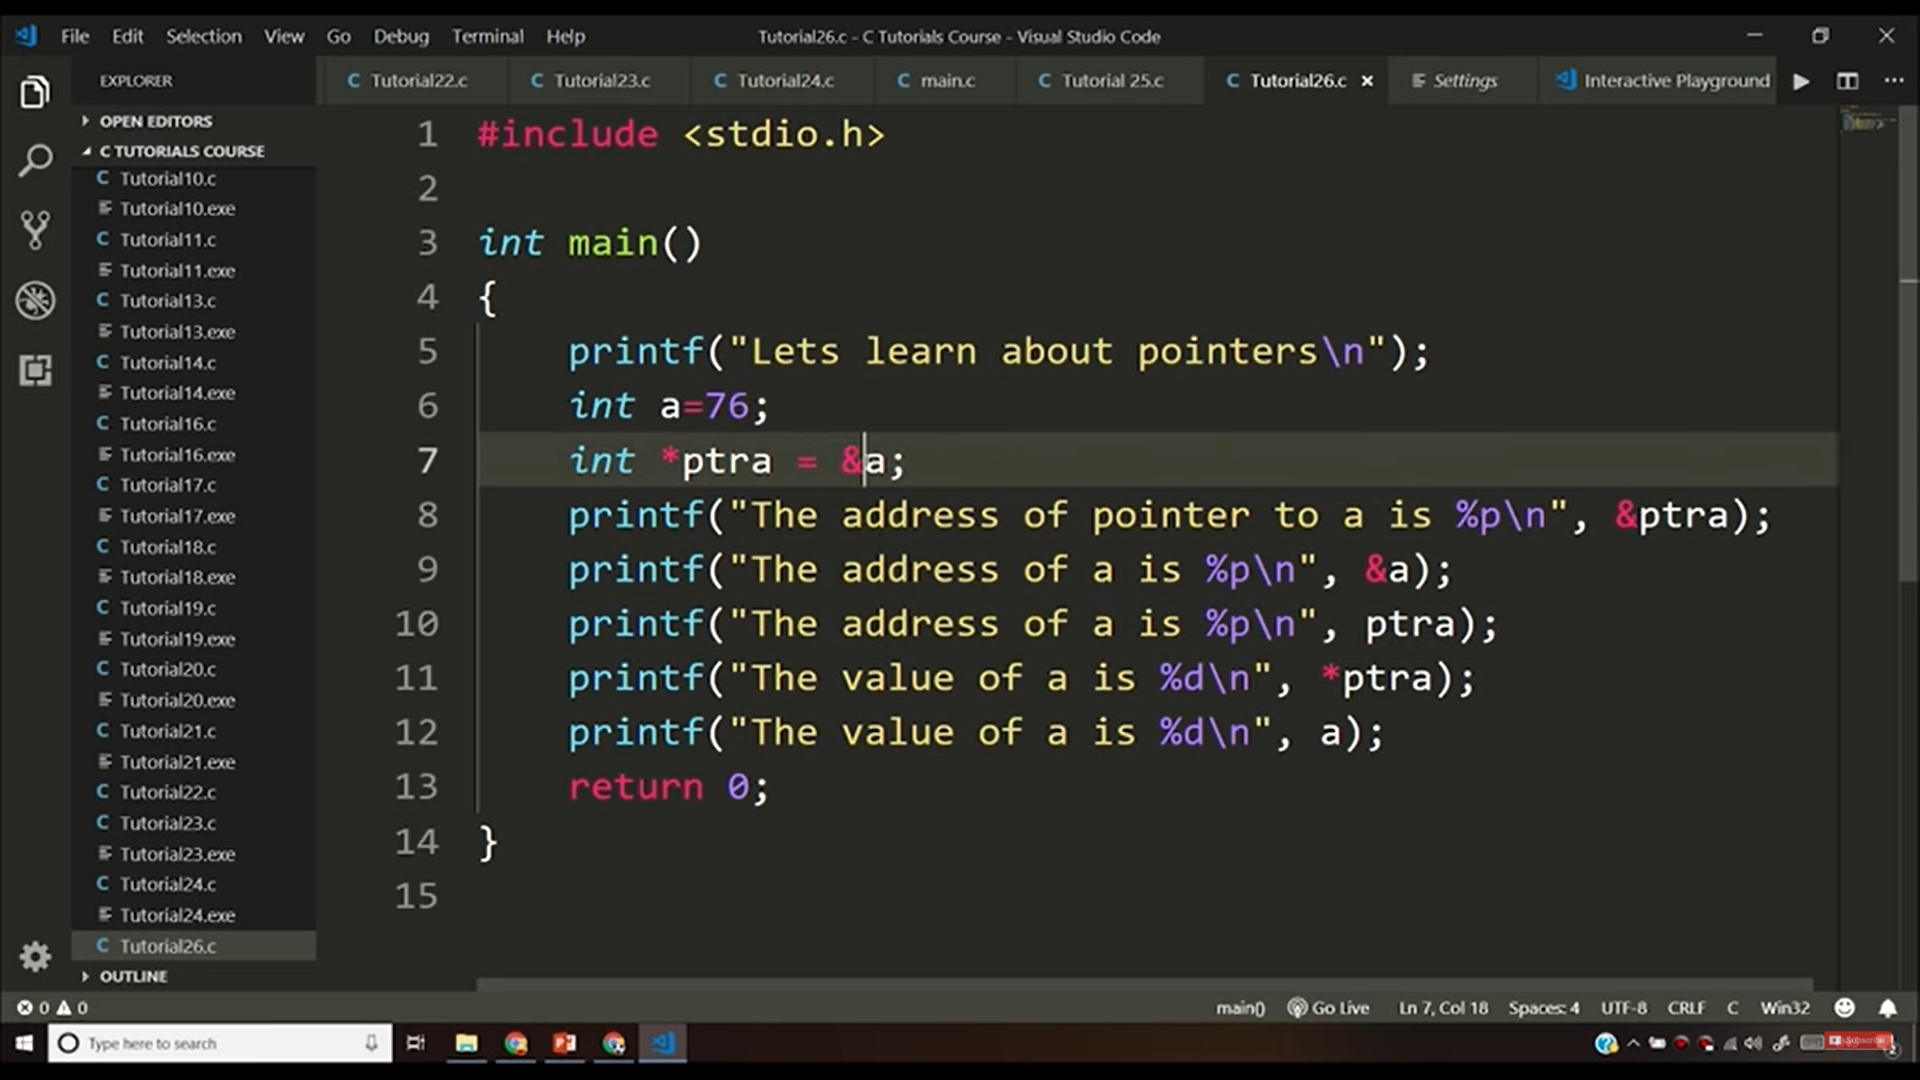 File Edit Selection View Go Debug Terminal Help
Tutorial26.c - C Tutorials Course - Visual Studio Code
EXPLORER
Tutorial22.c Tutorial23.c Tutorial24.c main.c Tutorial 25.c Tutorial26.c Settings Interactive Playground
OPEN EDITORS
C TUTORIALS COURSE
Tutorial10.c
Tutorial10.exe
Tutorial11.c
Tutorial11.exe
Tutorial13.c
Tutorial13.exe
Tutorial14.c
Tutorial14.exe
Tutorial16.c
Tutorial16.exe
Tutorial17.c
Tutorial17.exe
Tutorial18.c
Tutorial18.exe
Tutorial19.c
Tutorial19.exe
Tutorial20.c
Tutorial20.exe
Tutorial21.c
Tutorial21.exe
Tutorial22.c
Tutorial23.c
Tutorial23.exe
Tutorial24.c
Tutorial24.exe
Tutorial26.c
OUTLINE
1 #include <stdio.h>
2
3 int main()
4 {
5 printf("Lets learn about pointers\n");
6 int a=76;
7 int *ptra = &a;
8 printf("The address of pointer to a is %p\n", &ptra);
9 printf("The address of a is %p\n", &a);
10 printf("The address of a is %p\n", ptra);
11 printf("The value of a is %d\n", *ptra);
12 printf("The value of a is %d\n", a);
13 return 0;
14 }
15
0 0 main() Go Live Ln 7, Col 18 Spaces: 4 UTF-8 CRLF C Win32
Type here to search
Subscribe